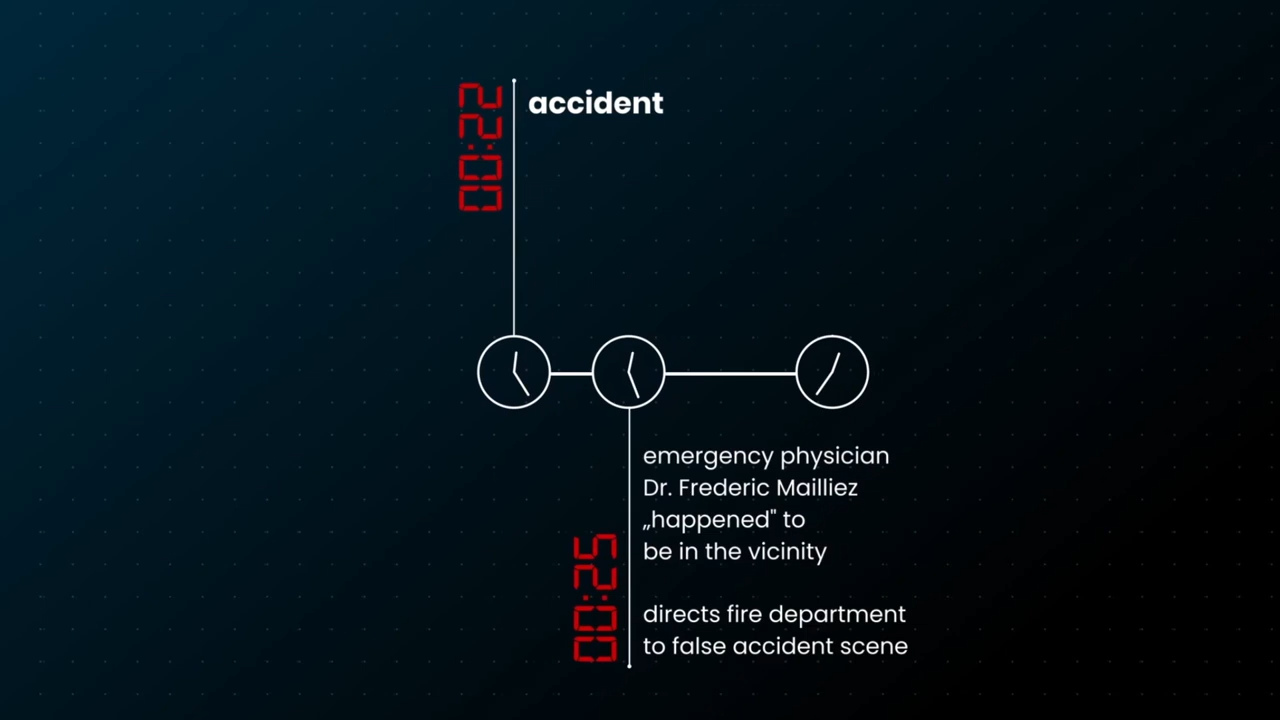 00:22
accident
emergency physician
Dr. Frederic Mailliez
„happened" to
be in the vicinity
00:25
directs fire department
to false accident scene